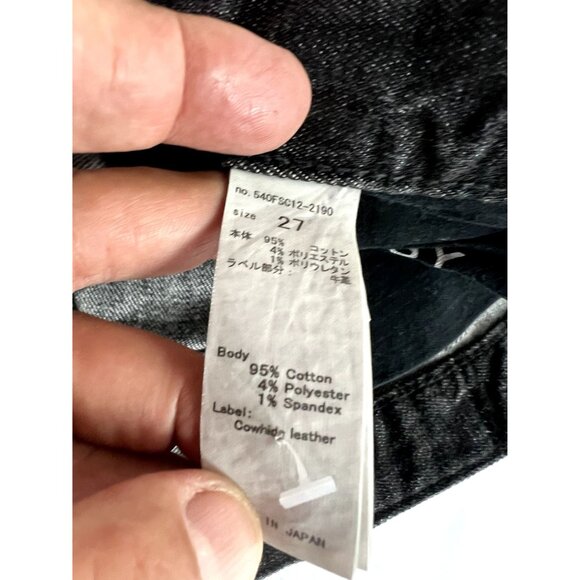 no. 540FSC12-2190
size 27
本体 95% コットン
4% ポリエステル
1% ポリウレタン
ラベル部分: 牛革
Body
95% Cotton
4% Polyester
1% Spandex
Label:
Cowhide leather
IN JAPAN